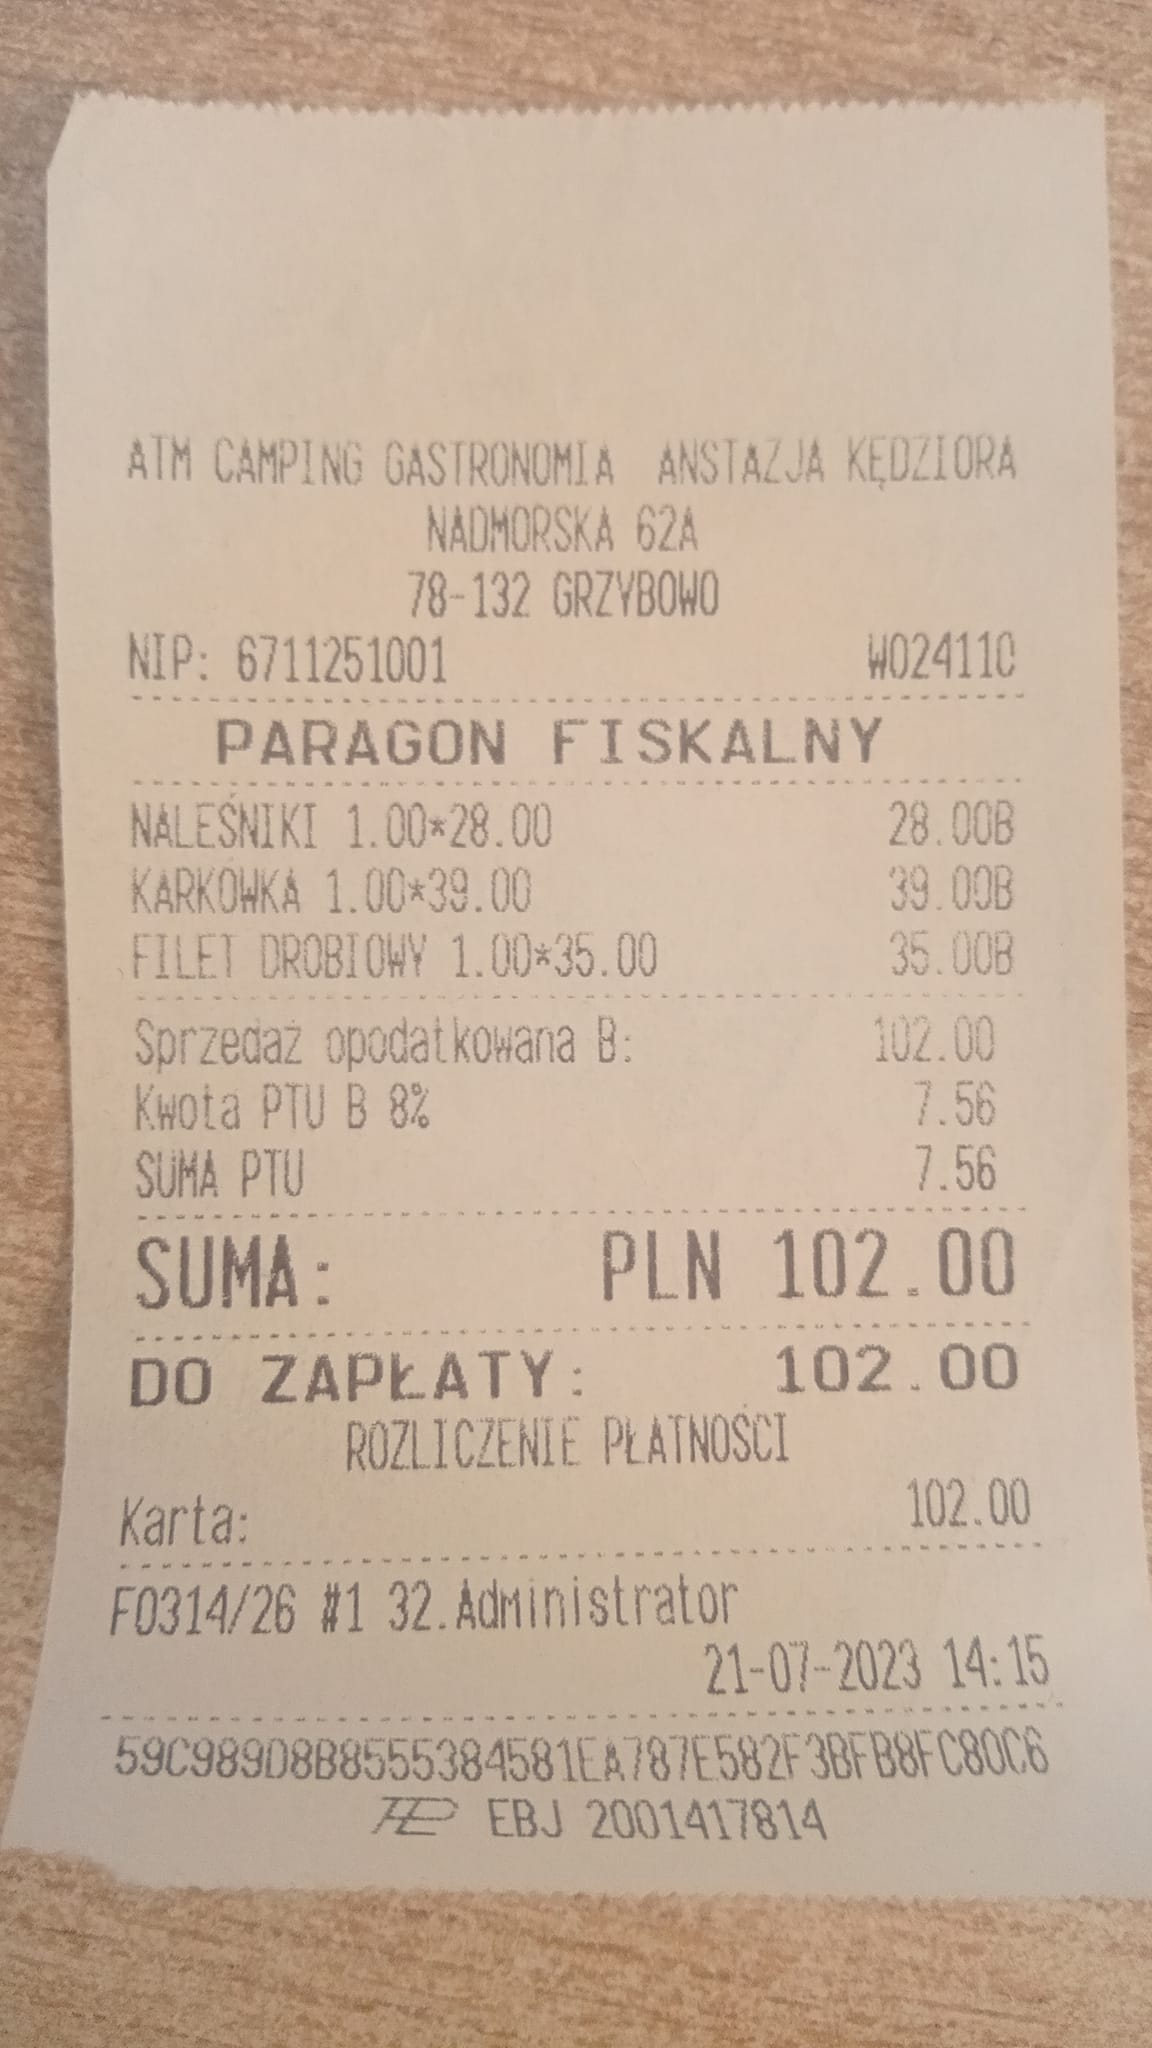 ATM CAMPING GASTRONOMIA ANSTAZJA KĘDZIORA
NADMORSKA 62A
78-132 GRZYBOWO
NIP: 6711251001 W024110
PARAGON FISKALNY
NALEŚNIKI 1.00*28.00 28.00B
KARKÓWKA 1.00*39.00 39.00B
FILET DROBIOWY 1.00*35.00 35.00B
Sprzedaż opodatkowana B: 102.00
Kwota PTU B 8% 7.56
SUMA PTU 7.56
SUMA: PLN 102.00
DO ZAPŁATY: 102.00
ROZLICZENIE PŁATNOŚCI
Karta: 102.00
F0314/26 #1 32.Administrator
21-07-2023 14:15
59C989D8B8555384581EA787E582F3BFB8FC80C6
EBJ 2001417814